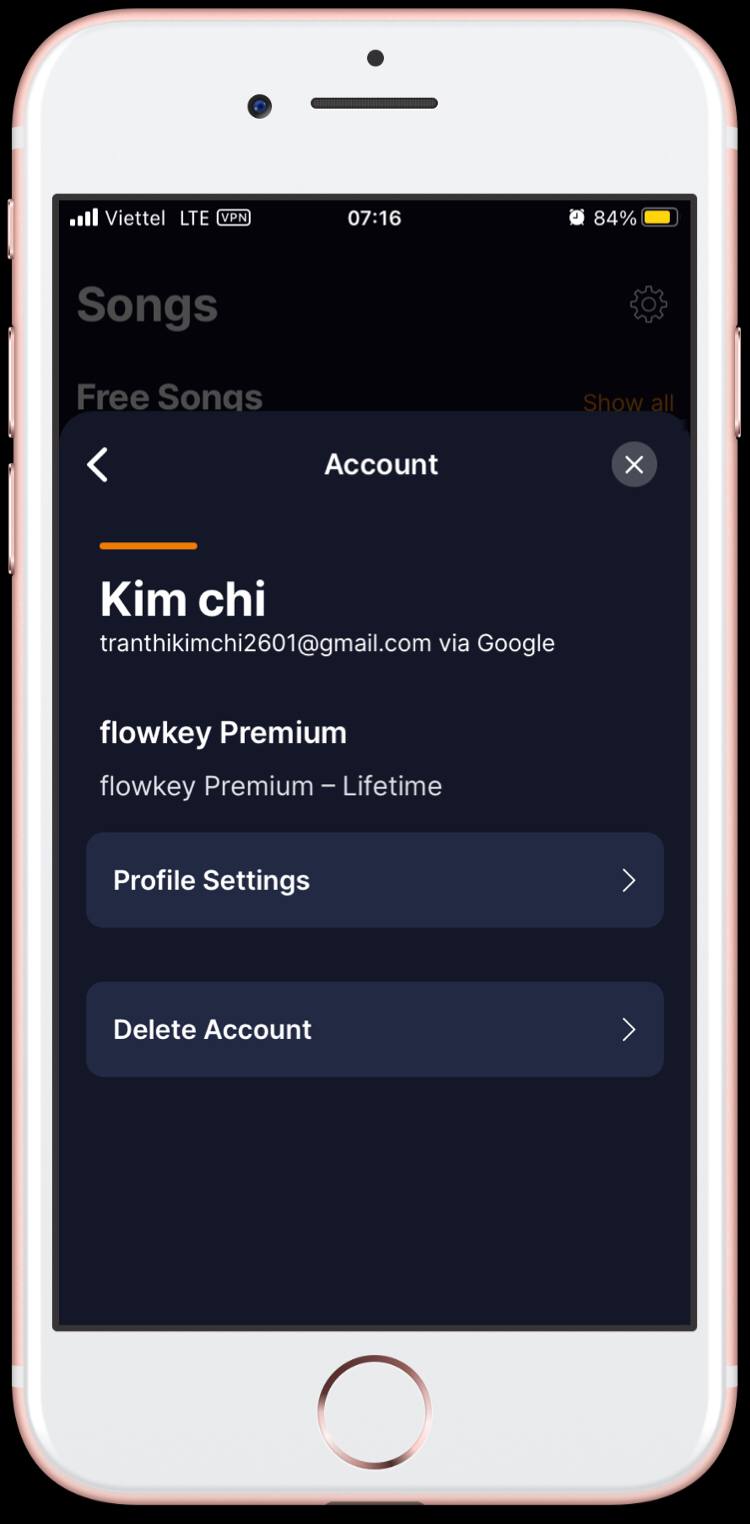 Viettel LTE VPN 07:16 84%
Songs
Free Songs Show all
Account
Kim chi
tranthikimchi2601@gmail.com via Google
flowkey Premium
flowkey Premium – Lifetime
Profile Settings
Delete Account